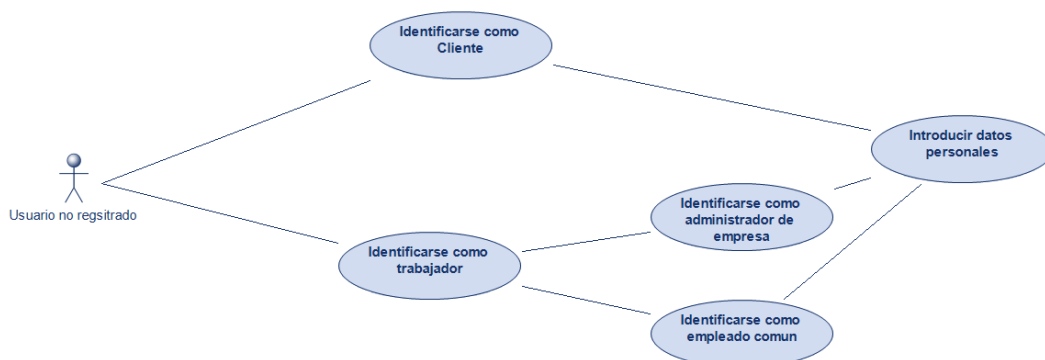 Identificarse como
Cliente
Introducir datos
personales
Usuario no regsitrado
Identificarse como
administrador de
empresa
Identificarse como
trabajador
Identificarse como
empleado comun